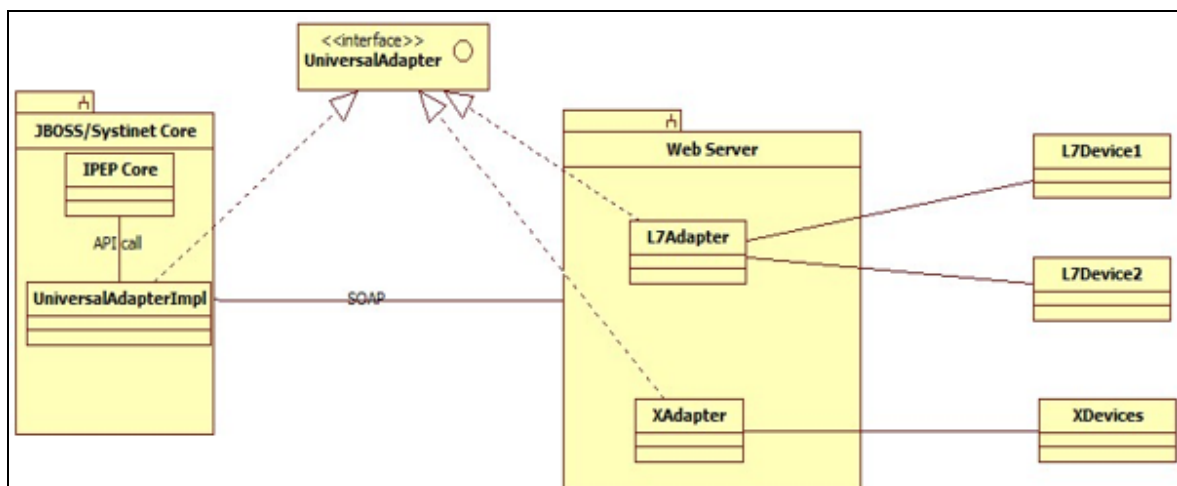 <<interface>>
UniversalAdapter
JBOSS/Systinet Core
IPEP Core
API call
UniversalAdapterImpl
SOAP
Web Server
L7Adapter
XAdapter
L7Device1
L7Device2
XDevices